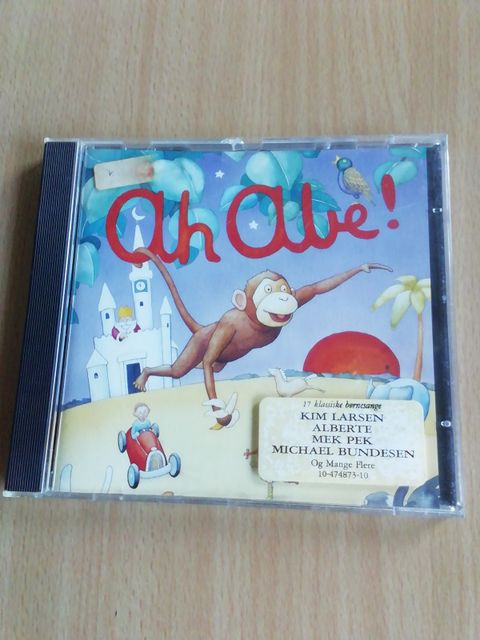 Ah Abe!
17 klassiske børnesange
KIM LARSEN
ALBERTE
MEK PEK
MICHAEL BUNDESEN
Og Mange Flere
10-474873-10